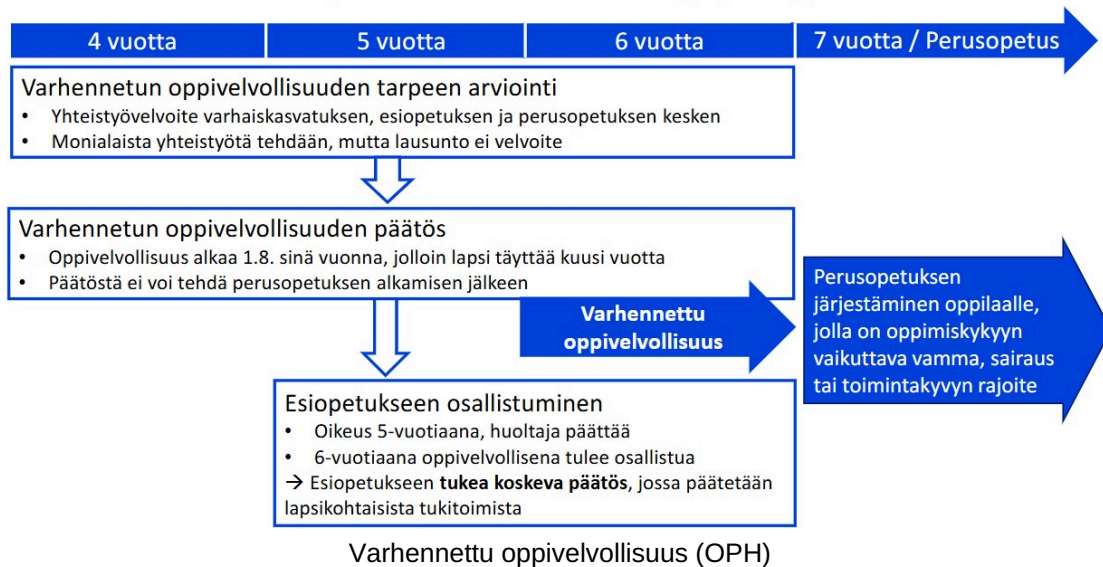 4 vuotta
5 vuotta
6 vuotta
7 vuotta / Perusopetus
Varhennetun oppivelvollisuuden tarpeen arviointi
• Yhteistyövelvoite varhaiskasvatuksen, esiopetuksen ja perusopetuksen kesken
• Monialaista yhteistyötä tehdään, mutta lausunto ei velvoite
Varhennetun oppivelvollisuuden päätös
• Oppivelvollisuus alkaa 1.8. sinä vuonna, jolloin lapsi täyttää kuusi vuotta
• Päätöstä ei voi tehdä perusopetuksen alkamisen jälkeen
Varhennettu
oppivelvollisuus
Perusopetuksen
järjestäminen oppilaalle,
jolla on oppimiskykyyn
vaikuttava vamma, sairaus
tai toimintakyvyn rajoite
Esiopetukseen osallistuminen
• Oikeus 5-vuotiaana, huoltaja päättää
• 6-vuotiaana oppivelvollisena tulee osallistua
→ Esiopetukseen tukea koskeva päätös, jossa päätetään
lapsikohtaisista tukitoimista
Varhennettu oppivelvollisuus (OPH)